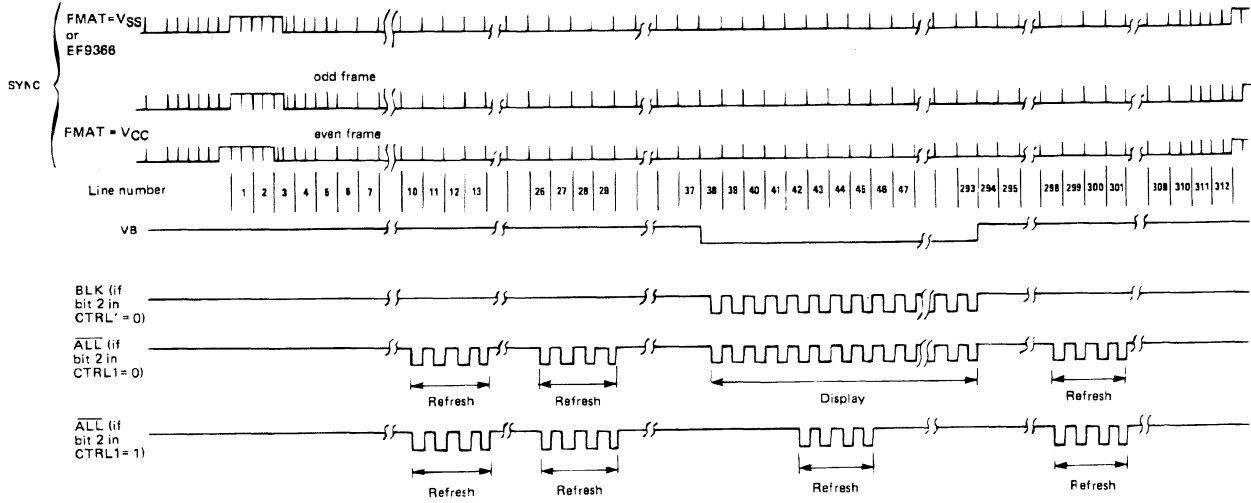 FMAT=VSS
or
EF9366
SYNC
odd frame
FMAT = VCC
even frame
Line number 1 2 3 4 5 6 7 10 11 12 13 26 27 28 29 37 38 39 40 41 42 43 44 45 46 47 293 294 295 298 299 300 301 308 310 311 312
VB
BLK (if
bit 2 in
CTRL' = 0)
ALL (if
bit 2 in
CTRL1= 0)
Refresh Refresh Display Refresh
ALL (if
bit 2 in
CTRL1= 1)
Refresh Refresh Refresh Refresh